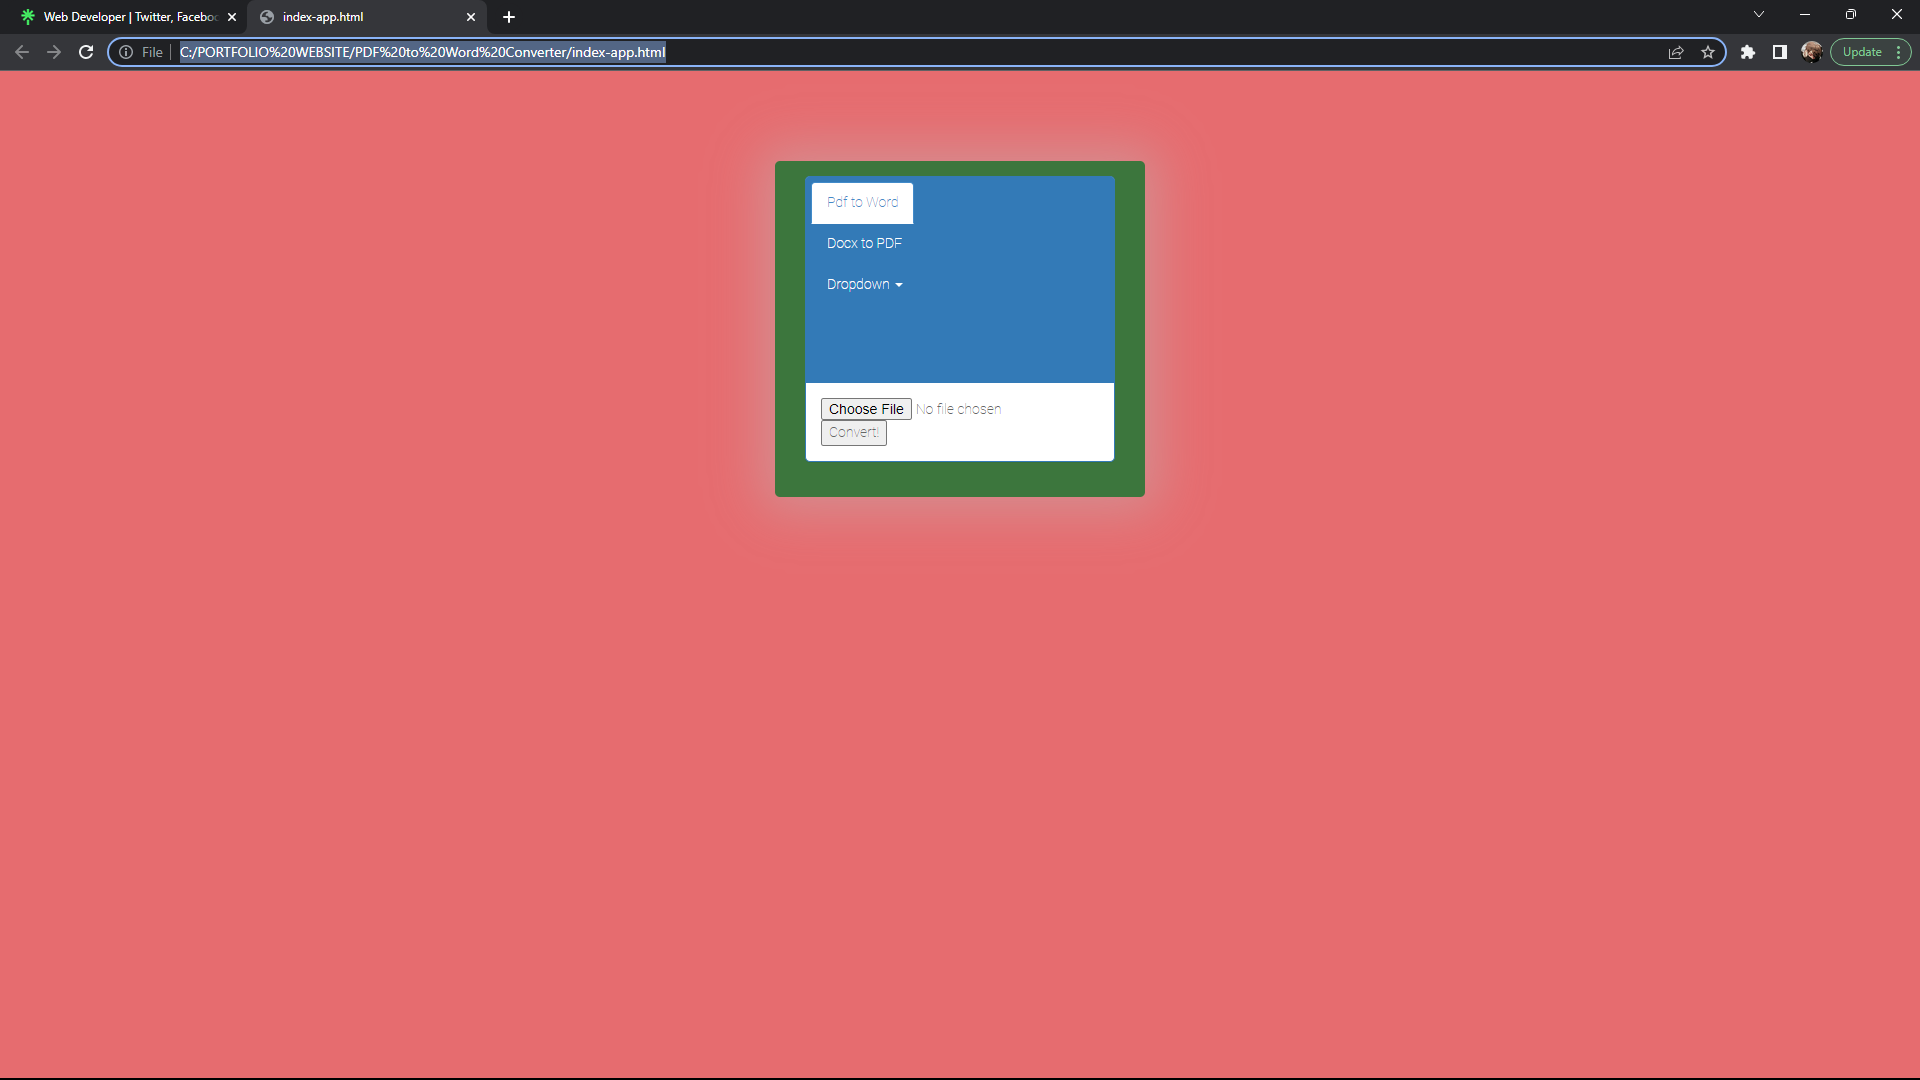 Web Developer | Twitter, Faceboo
index-app.html
File
C:/PORTFOLIO%20WEBSITE/PDF%20to%20Word%20Converter/index-app.html
Update
Pdf to Word
Docx to PDF
Dropdown
Choose File No file chosen
Convert!